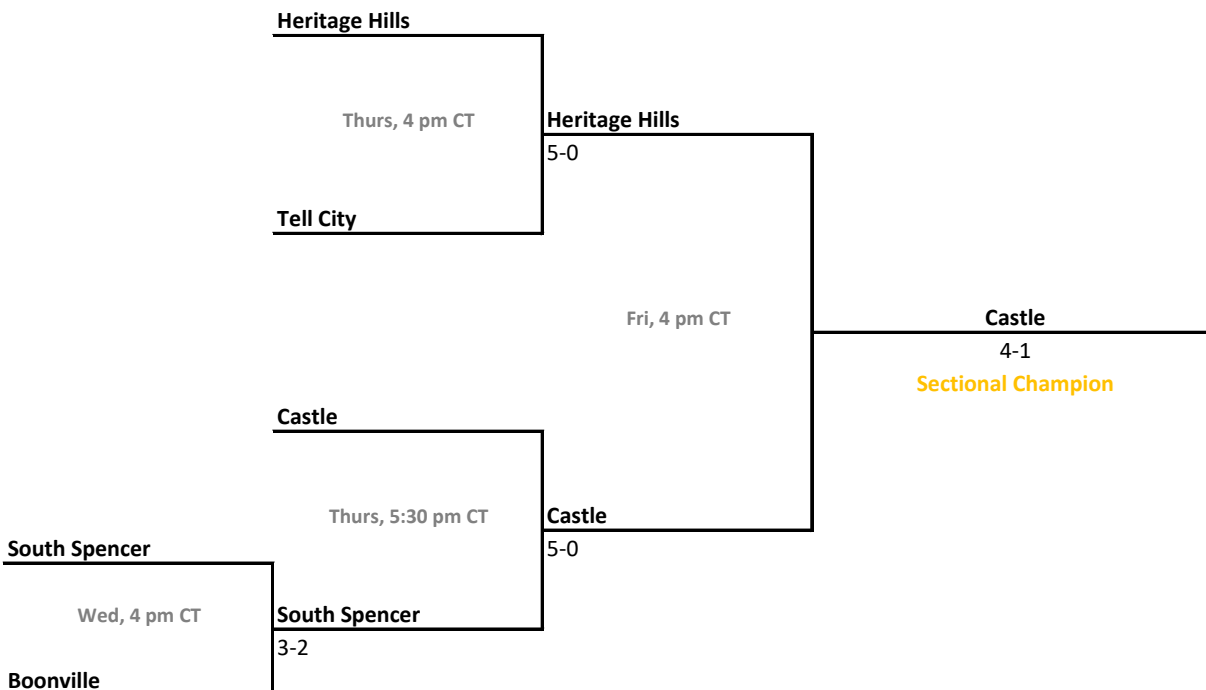 Heritage Hills
Thurs, 4 pm CT
Heritage Hills
5-0
Tell City
Fri, 4 pm CT
Castle
4-1
Sectional Champion
Castle
Thurs, 5:30 pm CT
Castle
5-0
South Spencer
Wed, 4 pm CT
South Spencer
3-2
Boonville